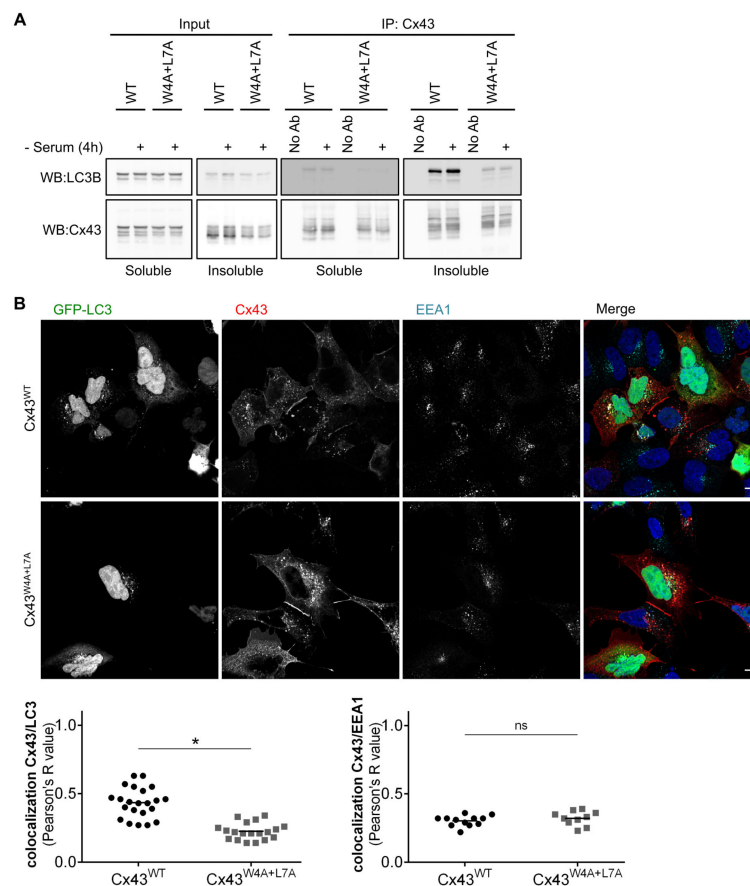 A
Input
IP: Cx43
WT
W4A+L7A
WT
W4A+L7A
No Ab
WT
No Ab
W4A+L7A
No Ab
WT
No Ab
W4A+L7A
- Serum (4h) + + + + + + + +
WB:LC3B
WB:Cx43
Soluble Insoluble Soluble Insoluble
B
GFP-LC3 Cx43 EEA1 Merge
Cx43WT
Cx43W4A+L7A
colocalization Cx43/LC3
(Pearson's R value)
1.0
0.5
0.0
*
Cx43WT Cx43W4A+L7A
colocalization Cx43/EEA1
(Pearson's R value)
1.0
0.5
0.0
ns
Cx43WT Cx43W4A+L7A